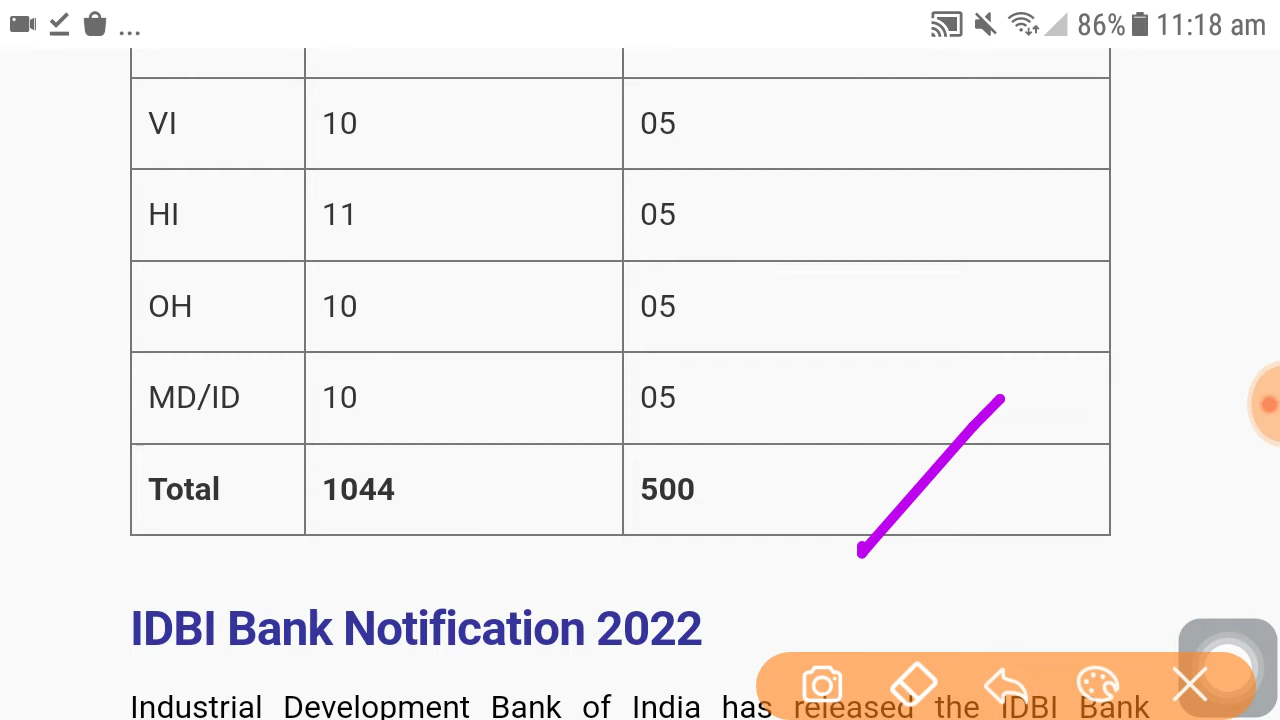 ... 86% 11:18 am
VI 10 05
HI 11 05
OH 10 05
MD/ID 10 05
Total 1044 500
IDBI Bank Notification 2022
Industrial Development Bank of India has released the IDBI Bank